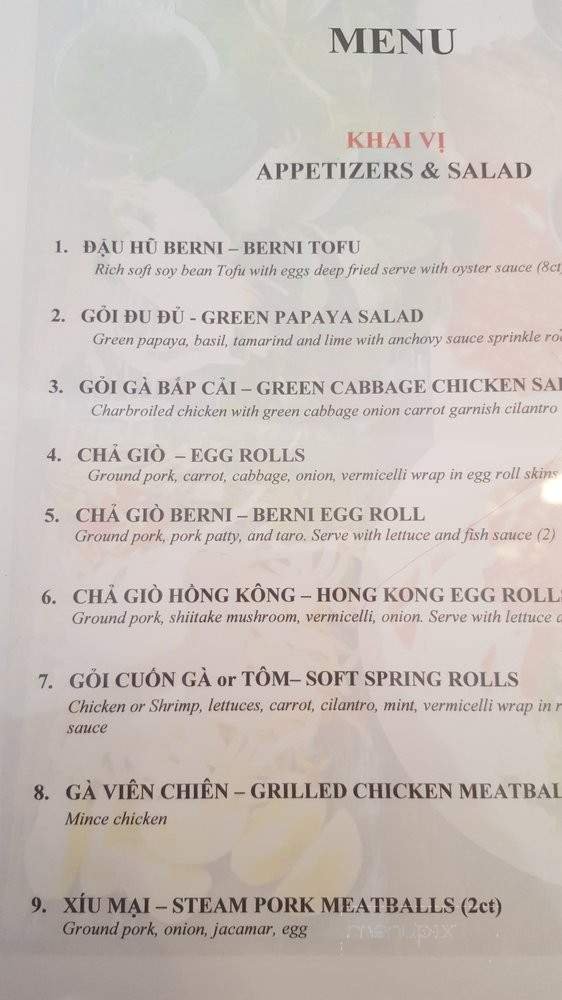 MENU
KHAI VỊ
APPETIZERS & SALAD
1. ĐẬU HŨ BERNI – BERNI TOFU
Rich soft soy bean Tofu with eggs deep fried serve with oyster sauce (8ct
2. GỎI ĐU ĐỦ - GREEN PAPAYA SALAD
Green papaya, basil, tamarind and lime with anchovy sauce sprinkle
3. GỎI GÀ BẮP CẢI – GREEN CABBAGE CHICKEN
Charbroiled chicken with green cabbage onion carrot garnish cilantro
4. CHẢ GIÒ – EGG ROLLS
Ground pork, carrot, cabbage, onion, vermicelli wrap in egg roll skins
5. CHẢ GIÒ BERNI – BERNI EGG ROLL
Ground pork, pork patty, and taro. Serve with lettuce and fish sauce (2)
6. CHẢ GIÒ HỒNG KÔNG – HONG KONG EGG ROLLS
Ground pork, shiitake mushroom, vermicelli, onion. Serve with lettuce
7. GỎI CUỐN GÀ or TÔM– SOFT SPRING ROLLS
Chicken or Shrimp, lettuces, carrot, cilantro, mint, vermicelli wrap in
sauce
8. GÀ VIÊN CHIÊN – GRILLED CHICKEN MEATBAL
Mince chicken
9. XÍU MẠI – STEAM PORK MEATBALLS (2ct)
Ground pork, onion, jacamar, egg
menupix